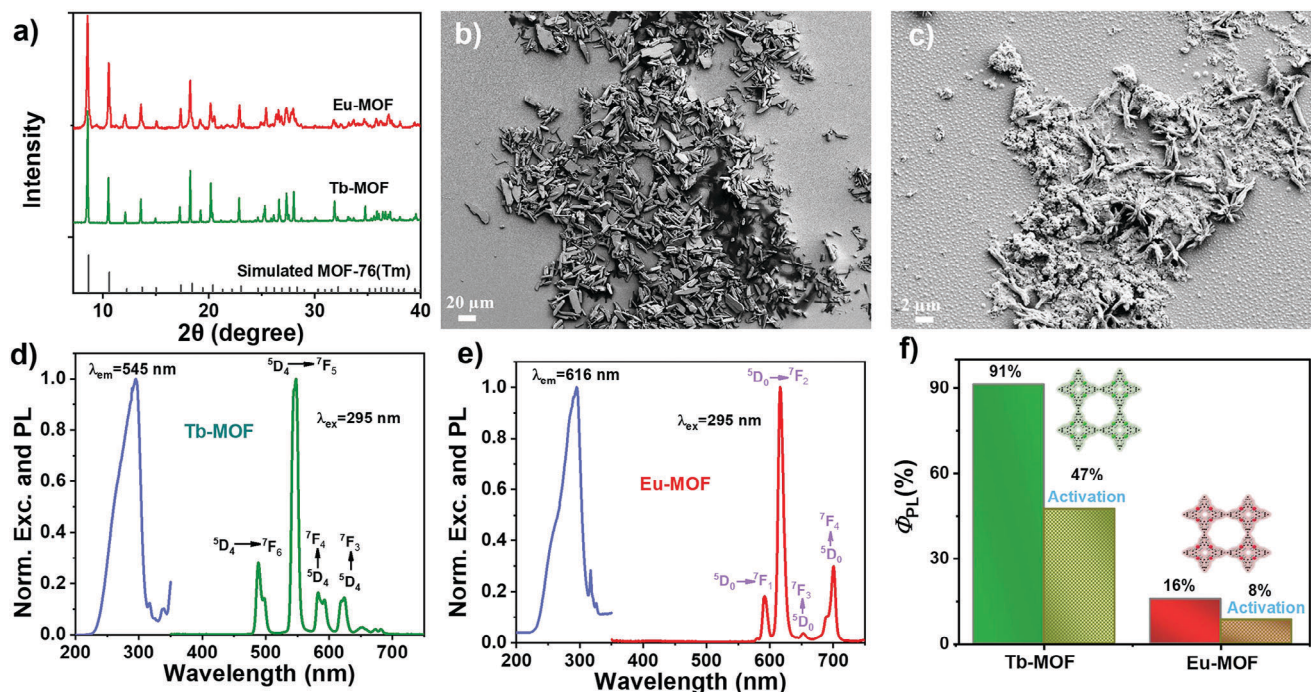 a)
Intensity
Eu-MOF
Tb-MOF
Simulated MOF-76(Tm)
10 20 30 40
2θ (degree)
b)
20 µm
c)
2 µm
d)
λem=545 nm
⁵D₄→⁷F₅
λex=295 nm
Tb-MOF
⁵D₄→⁷F₆
⁷F₄
⁵D₄
⁷F₃
⁵D₄
Norm. Exc. and PL
1.0
0.8
0.6
0.4
0.2
0.0
200 300 400 500 600 700
Wavelength (nm)
e)
λem=616 nm
⁵D₀→⁷F₂
λex=295 nm
Eu-MOF
⁵D₀→⁷F₁
⁷F₃
⁵D₀
⁷F₄
⁵D₀
Norm. Exc. and PL
1.0
0.8
0.6
0.4
0.2
0.0
200 300 400 500 600 700
Wavelength (nm)
f)
ΦPL(%)
90
60
30
0
91%
47%
Activation
16%
8%
Activation
Tb-MOF Eu-MOF